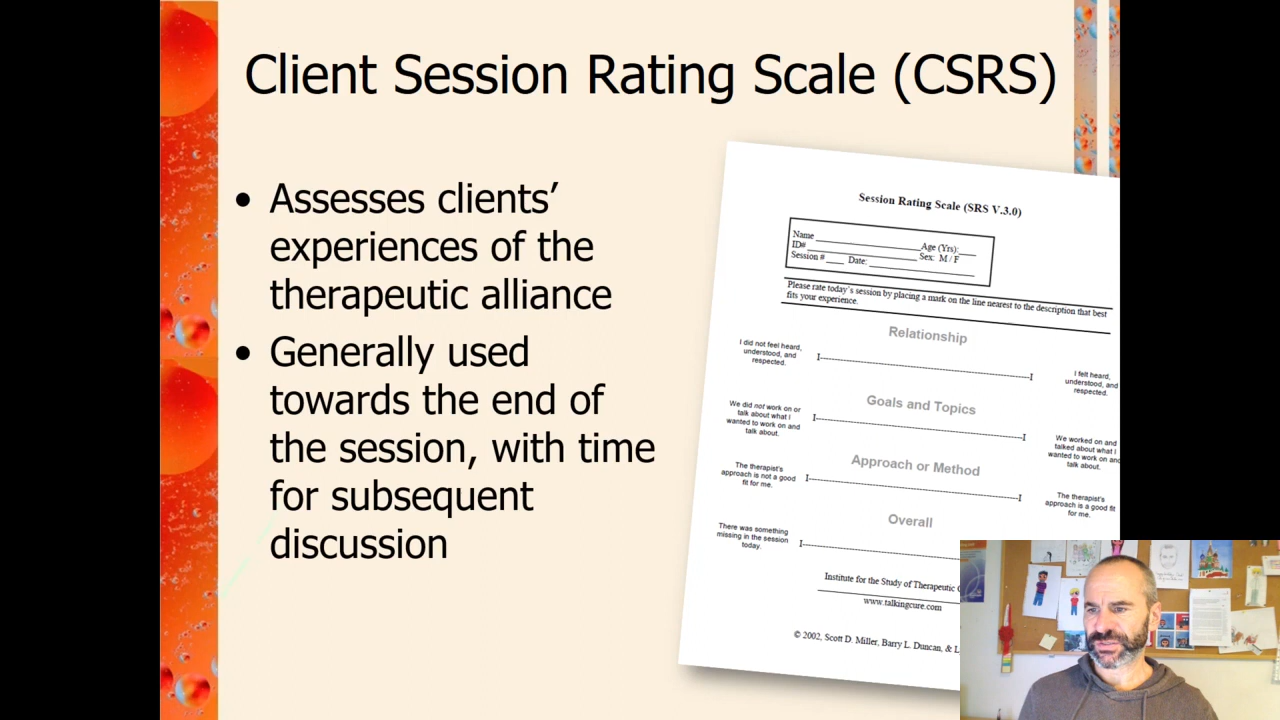 Client Session Rating Scale (CSRS)
• Assesses clients’
experiences of the
therapeutic alliance
• Generally used
towards the end of
the session, with time
for subsequent
discussion
Session Rating Scale (SRS V.3.0)
Name ________________ Age (Yrs):____
ID# ________________ Sex: M / F
Session # ____ Date: ________________
Please rate today’s session by placing a mark on the line nearest to the description that best
fits your experience.
Relationship
I did not feel heard,
understood, and
respected.
I felt heard,
understood, and
respected.
Goals and Topics
We did not work on or
talk about what I
wanted to work on and
talk about.
We worked on and
talked about what I
wanted to work on and
talk about.
Approach or Method
The therapist’s
approach is not a good
fit for me.
The therapist’s
approach is a good fit
for me.
Overall
There was something
missing in the session
today.
Institute for the Study of Therapeutic
www.talkingcure.com
© 2002, Scott D. Miller, Barry L. Duncan, &